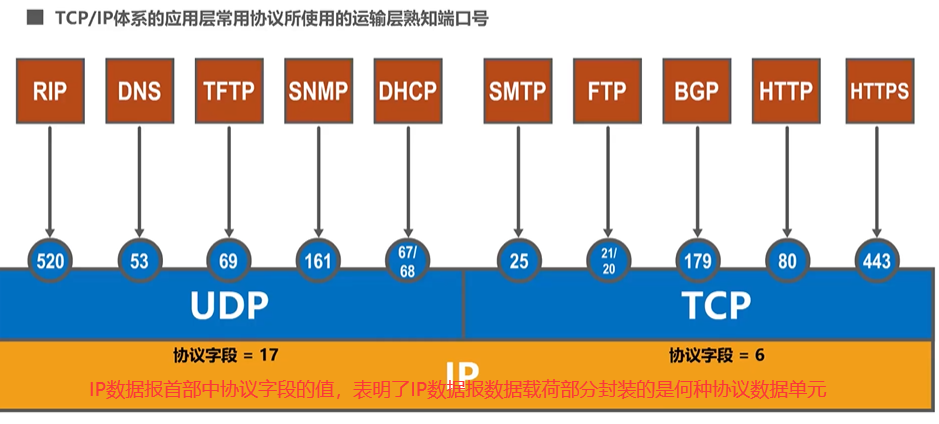 TCP/IP体系的应用层常用协议所使用的运输层熟知端口号
RIP DNS TFTP SNMP DHCP SMTP FTP BGP HTTP HTTPS
520 53 69 161 67/68 25 21/20 179 80 443
UDP TCP
协议字段 = 17 协议字段 = 6
IP
IP数据报首部中协议字段的值，表明了IP数据报数据载荷部分封装的是何种协议数据单元